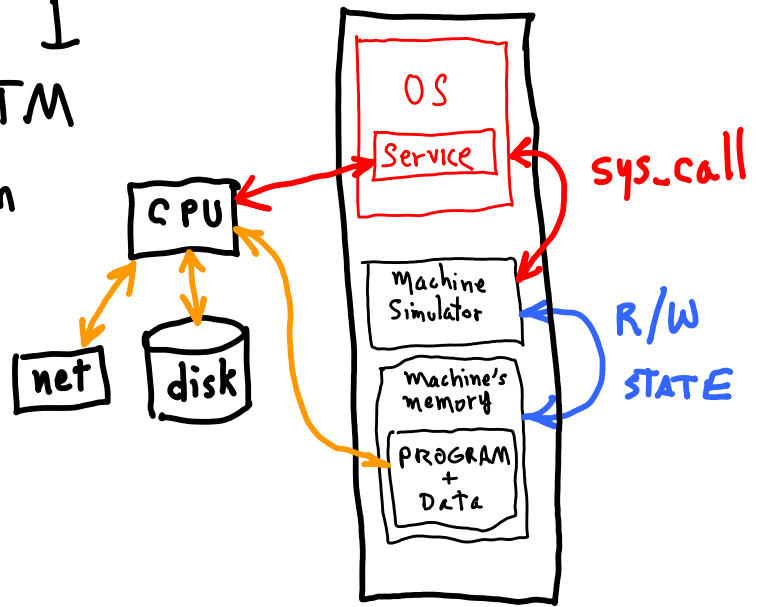 I
TM
n
CPU
net
disk
OS
Service
sys_call
Machine
Simulator
R/W
STATE
Machine's
memory
PROGRAM
+
Data